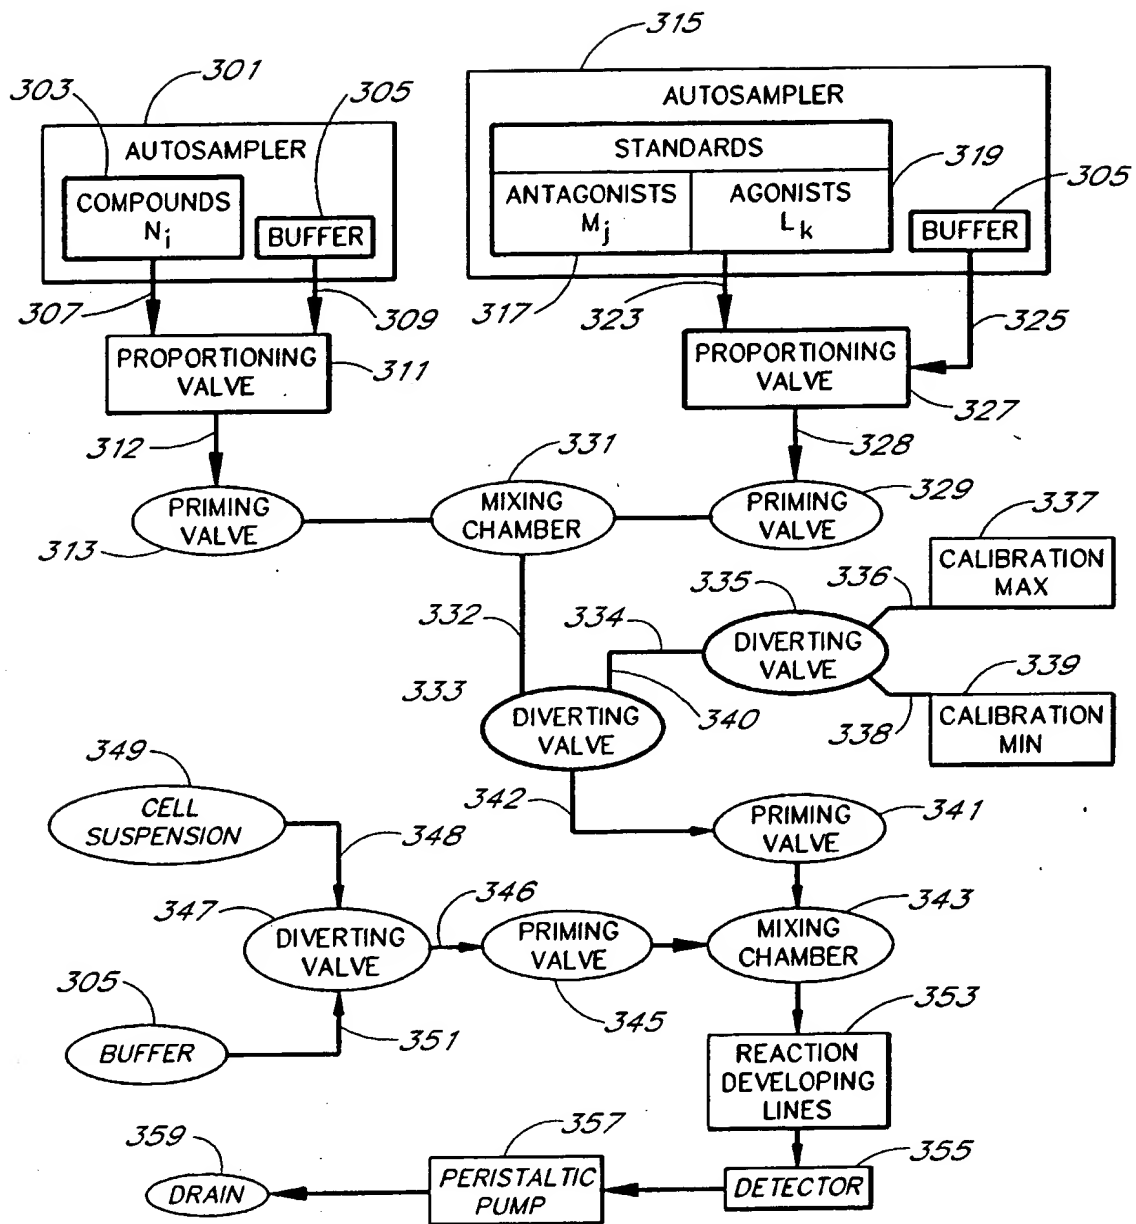 315
301
303
305
AUTOSAMPLER
AUTOSAMPLER
STANDARDS
319
305
COMPOUNDS
Ni
BUFFER
ANTAGONISTS
Mj
AGONISTS
Lk
BUFFER
307
309
317
323
325
PROPORTIONING
VALVE
311
PROPORTIONING
VALVE
327
312
331
328
PRIMING
VALVE
313
MIXING
CHAMBER
PRIMING
VALVE
329
337
CALIBRATION
MAX
336
335
332
334
DIVERTING
VALVE
339
333
340
338
CALIBRATION
MIN
DIVERTING
VALVE
349
CELL
SUSPENSION
342
PRIMING
VALVE
341
348
347
346
343
DIVERTING
VALVE
PRIMING
VALVE
MIXING
CHAMBER
305
345
353
BUFFER
351
REACTION
DEVELOPING
LINES
359
357
355
DRAIN
PERISTALTIC
PUMP
DETECTOR